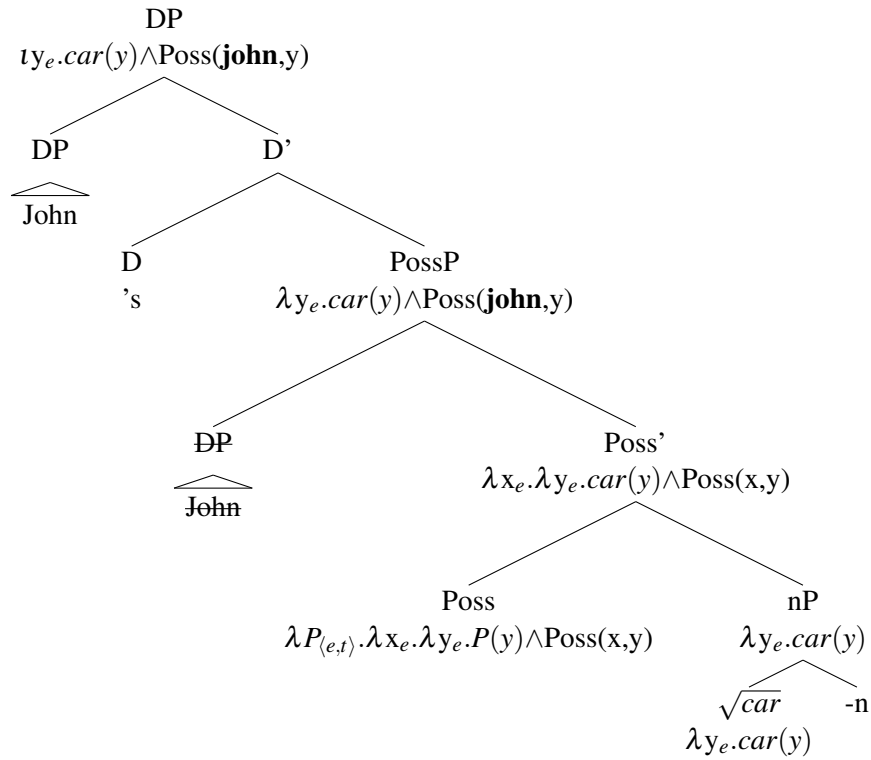 DP
ιy_e.car(y)∧Poss(john,y)
DP D’
John
D PossP
’s λy_e.car(y)∧Poss(john,y)
DP Poss’
John λx_e.λy_e.car(y)∧Poss(x,y)
Poss nP
λP_⟨e,t⟩.λx_e.λy_e.P(y)∧Poss(x,y) λy_e.car(y)
√car -n
λy_e.car(y)